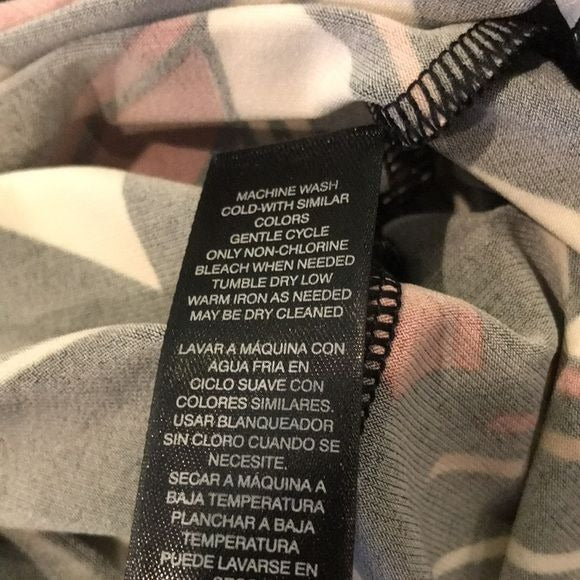 MACHINE WASH
COLD-WITH SIMILAR
COLORS
GENTLE CYCLE
ONLY NON-CHLORINE
BLEACH WHEN NEEDED
TUMBLE DRY LOW
WARM IRON AS NEEDED
MAY BE DRY CLEANED
LAVAR A MÁQUINA CON
AGUA FRIA EN
CICLO SUAVE CON
COLORES SIMILARES.
USAR BLANQUEADOR
SIN CLORO CUANDO SE
NECESITE.
SECAR A MÁQUINA A
BAJA TEMPERATURA
PLANCHAR A BAJA
TEMPERATURA
PUEDE LAVARSE EN